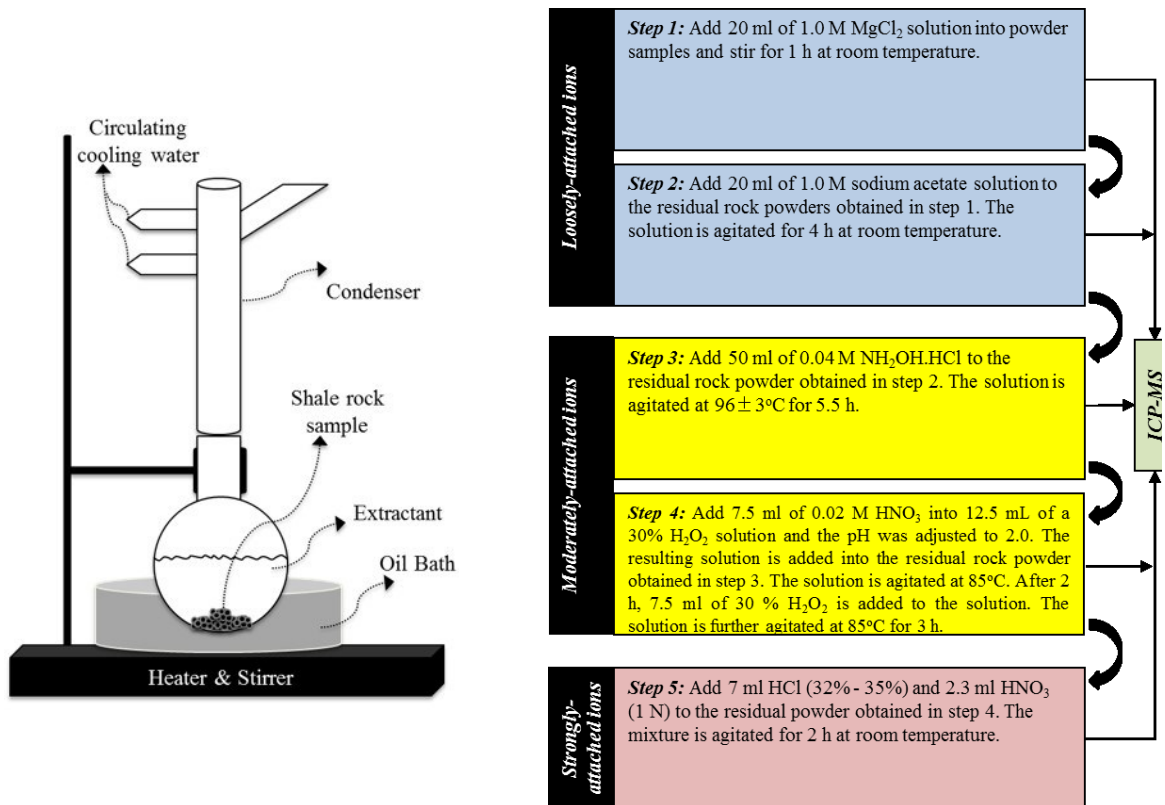 Circulating
cooling water
Condenser
Shale rock
sample
Extractant
Oil Bath
Heater & Stirrer
Loosely-attached ions
Step 1: Add 20 ml of 1.0 M MgCl₂ solution into powder
samples and stir for 1 h at room temperature.
Step 2: Add 20 ml of 1.0 M sodium acetate solution to
the residual rock powders obtained in step 1. The
solution is agitated for 4 h at room temperature.
Moderately-attached ions
Step 3: Add 50 ml of 0.04 M NH₂OH.HCl to the
residual rock powder obtained in step 2. The solution is
agitated at 96±3ºC for 5.5 h.
Step 4: Add 7.5 ml of 0.02 M HNO₃ into 12.5 mL of a
30% H₂O₂ solution and the pH was adjusted to 2.0. The
resulting solution is added into the residual rock powder
obtained in step 3. The solution is agitated at 85ºC. After 2
h, 7.5 ml of 30 % H₂O₂ is added to the solution. The
solution is further agitated at 85ºC for 3 h.
Strongly-
attached ions
Step 5: Add 7 ml HCl (32% - 35%) and 2.3 ml HNO₃
(1 N) to the residual powder obtained in step 4. The
mixture is agitated for 2 h at room temperature.
ICP-MS